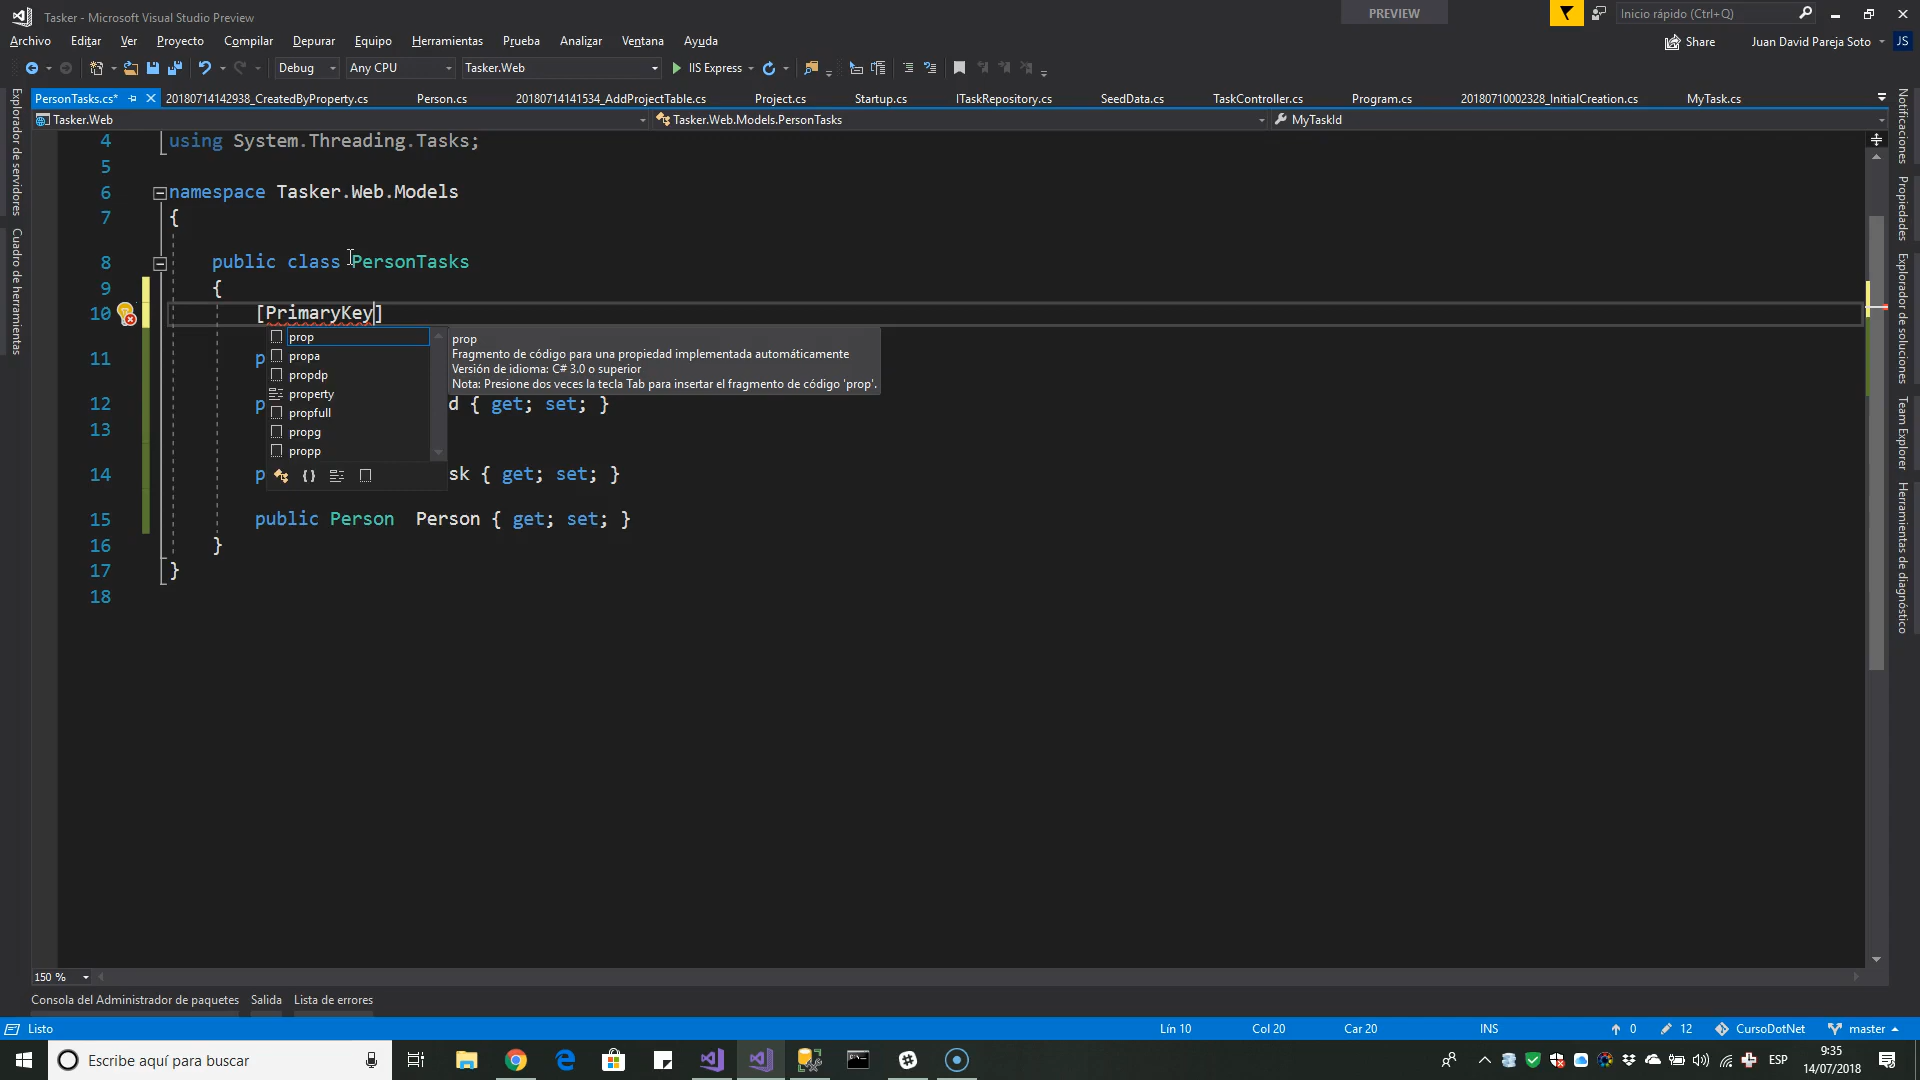 Tasker - Microsoft Visual Studio Preview
PREVIEW
Inicio rápido (Ctrl+Q)
Archivo Editar Ver Proyecto Compilar Depurar Equipo Herramientas Prueba Analizar Ventana Ayuda
Share Juan David Pareja Soto JS
Debug Any CPU Tasker.Web IIS Express
PersonTasks.cs* 20180714142938_CreatedByProperty.cs Person.cs 20180714141534_AddProjectTable.cs Project.cs Startup.cs ITaskRepository.cs SeedData.cs TaskController.cs Program.cs 20180710002328_InitialCreation.cs MyTask.cs
Tasker.Web Tasker.Web.Models.PersonTasks MyTaskId
Explorador de servidores
Cuadro de herramientas
4 using System.Threading.Tasks;
5
6 namespace Tasker.Web.Models
7 {
8 public class PersonTasks
9 {
10 [PrimaryKey]
11 p
12 p d { get; set; }
13
14 p sk { get; set; }
15 public Person Person { get; set; }
16 }
17 }
18
prop
propa
propdp
property
propfull
propg
propp
prop
Fragmento de código para una propiedad implementada automáticamente
Versión de idioma: C# 3.0 o superior
Nota: Presione dos veces la tecla Tab para insertar el fragmento de código 'prop'.
Notificaciones
Propiedades
Explorador de soluciones
Team Explorer
Herramientas de diagnóstico
150 %
Consola del Administrador de paquetes Salida Lista de errores
Listo Lín 10 Col 20 Car 20 INS 0 12 CursoDotNet master
Escribe aquí para buscar
ESP
9:35
14/07/2018